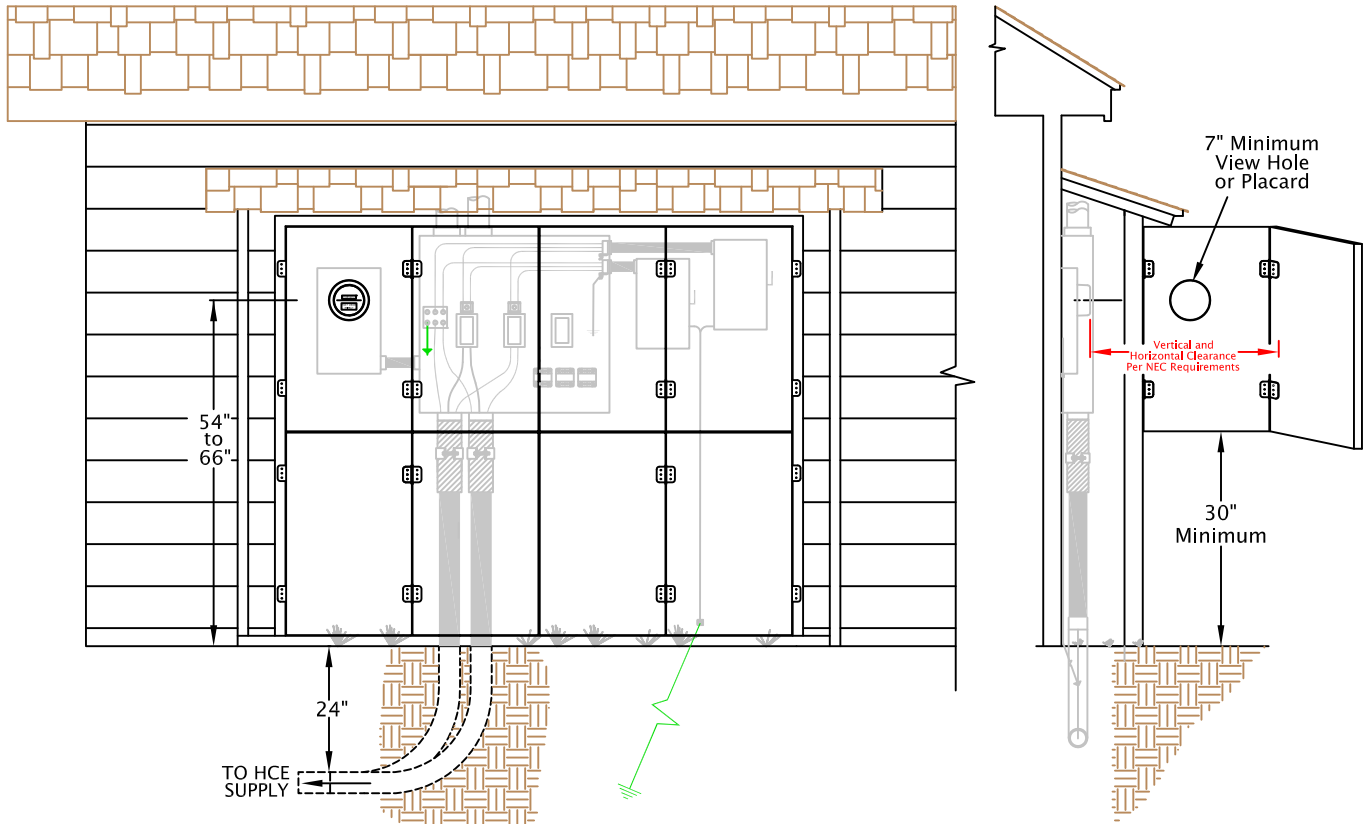 7" Minimum
View Hole
or Placard
Vertical and
Horizontal Clearance
Per NEC Requirements
54"
to
66"
30"
Minimum
24"
TO HCE
SUPPLY